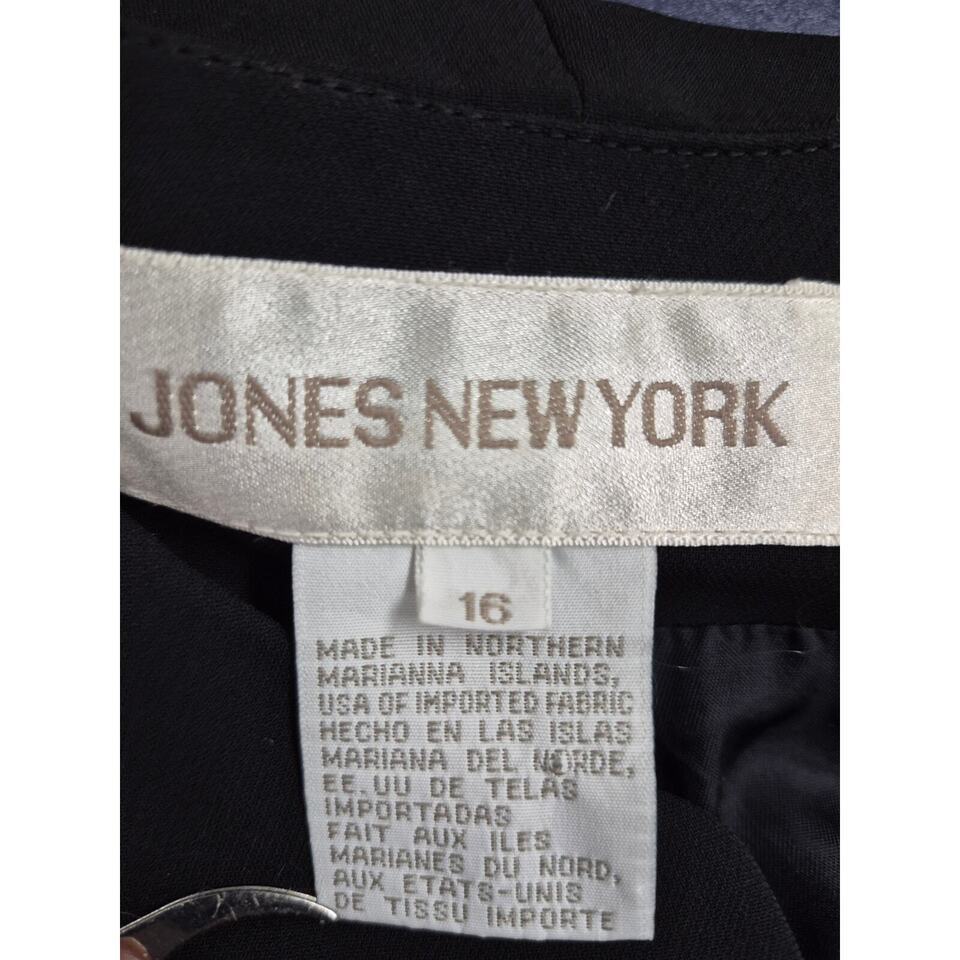 JONES NEW YORK
16
MADE IN NORTHERN
MARIANNA ISLANDS,
USA OF IMPORTED FABRIC
HECHO EN LAS ISLAS
MARIANA DEL NORDE,
EE.UU DE TELAS
IMPORTADAS
FAIT AUX ILES
MARIANES DU NORD,
AUX ETATS-UNIS
DE TISSU IMPORTE